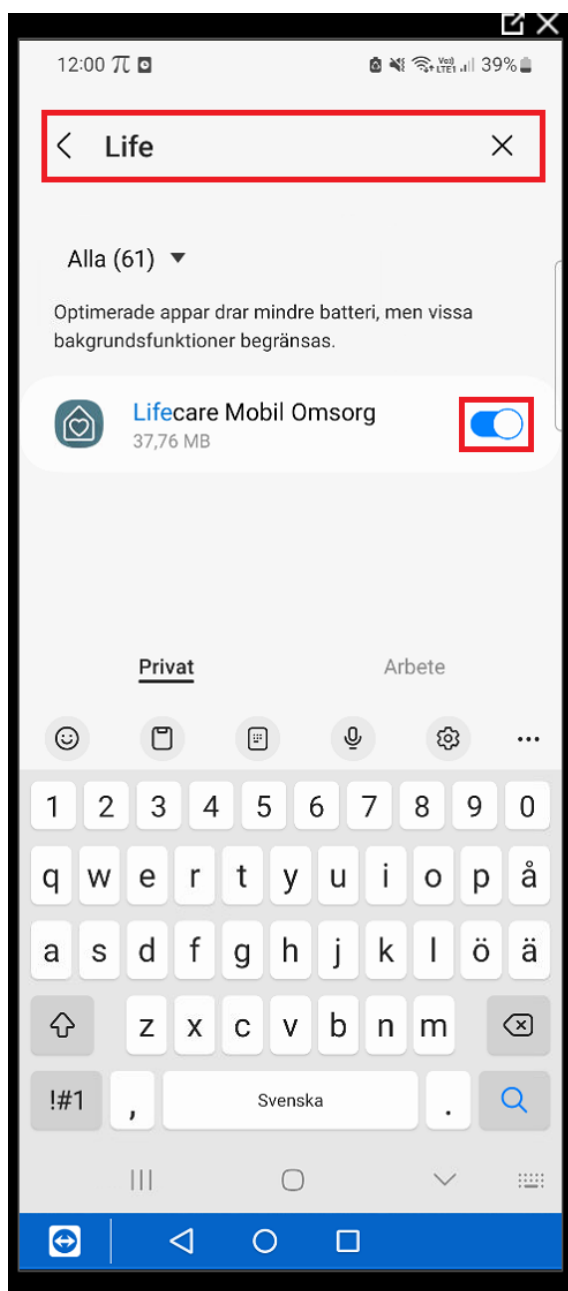 12:00 39%
Life
Alla (61)
Optimerade appar drar mindre batteri, men vissa
bakgrundsfunktioner begränsas.
Lifecare Mobil Omsorg
37,76 MB
Privat Arbete
1 2 3 4 5 6 7 8 9 0
q w e r t y u i o p å
a s d f g h j k l ö ä
z x c v b n m
!#1 , Svenska .